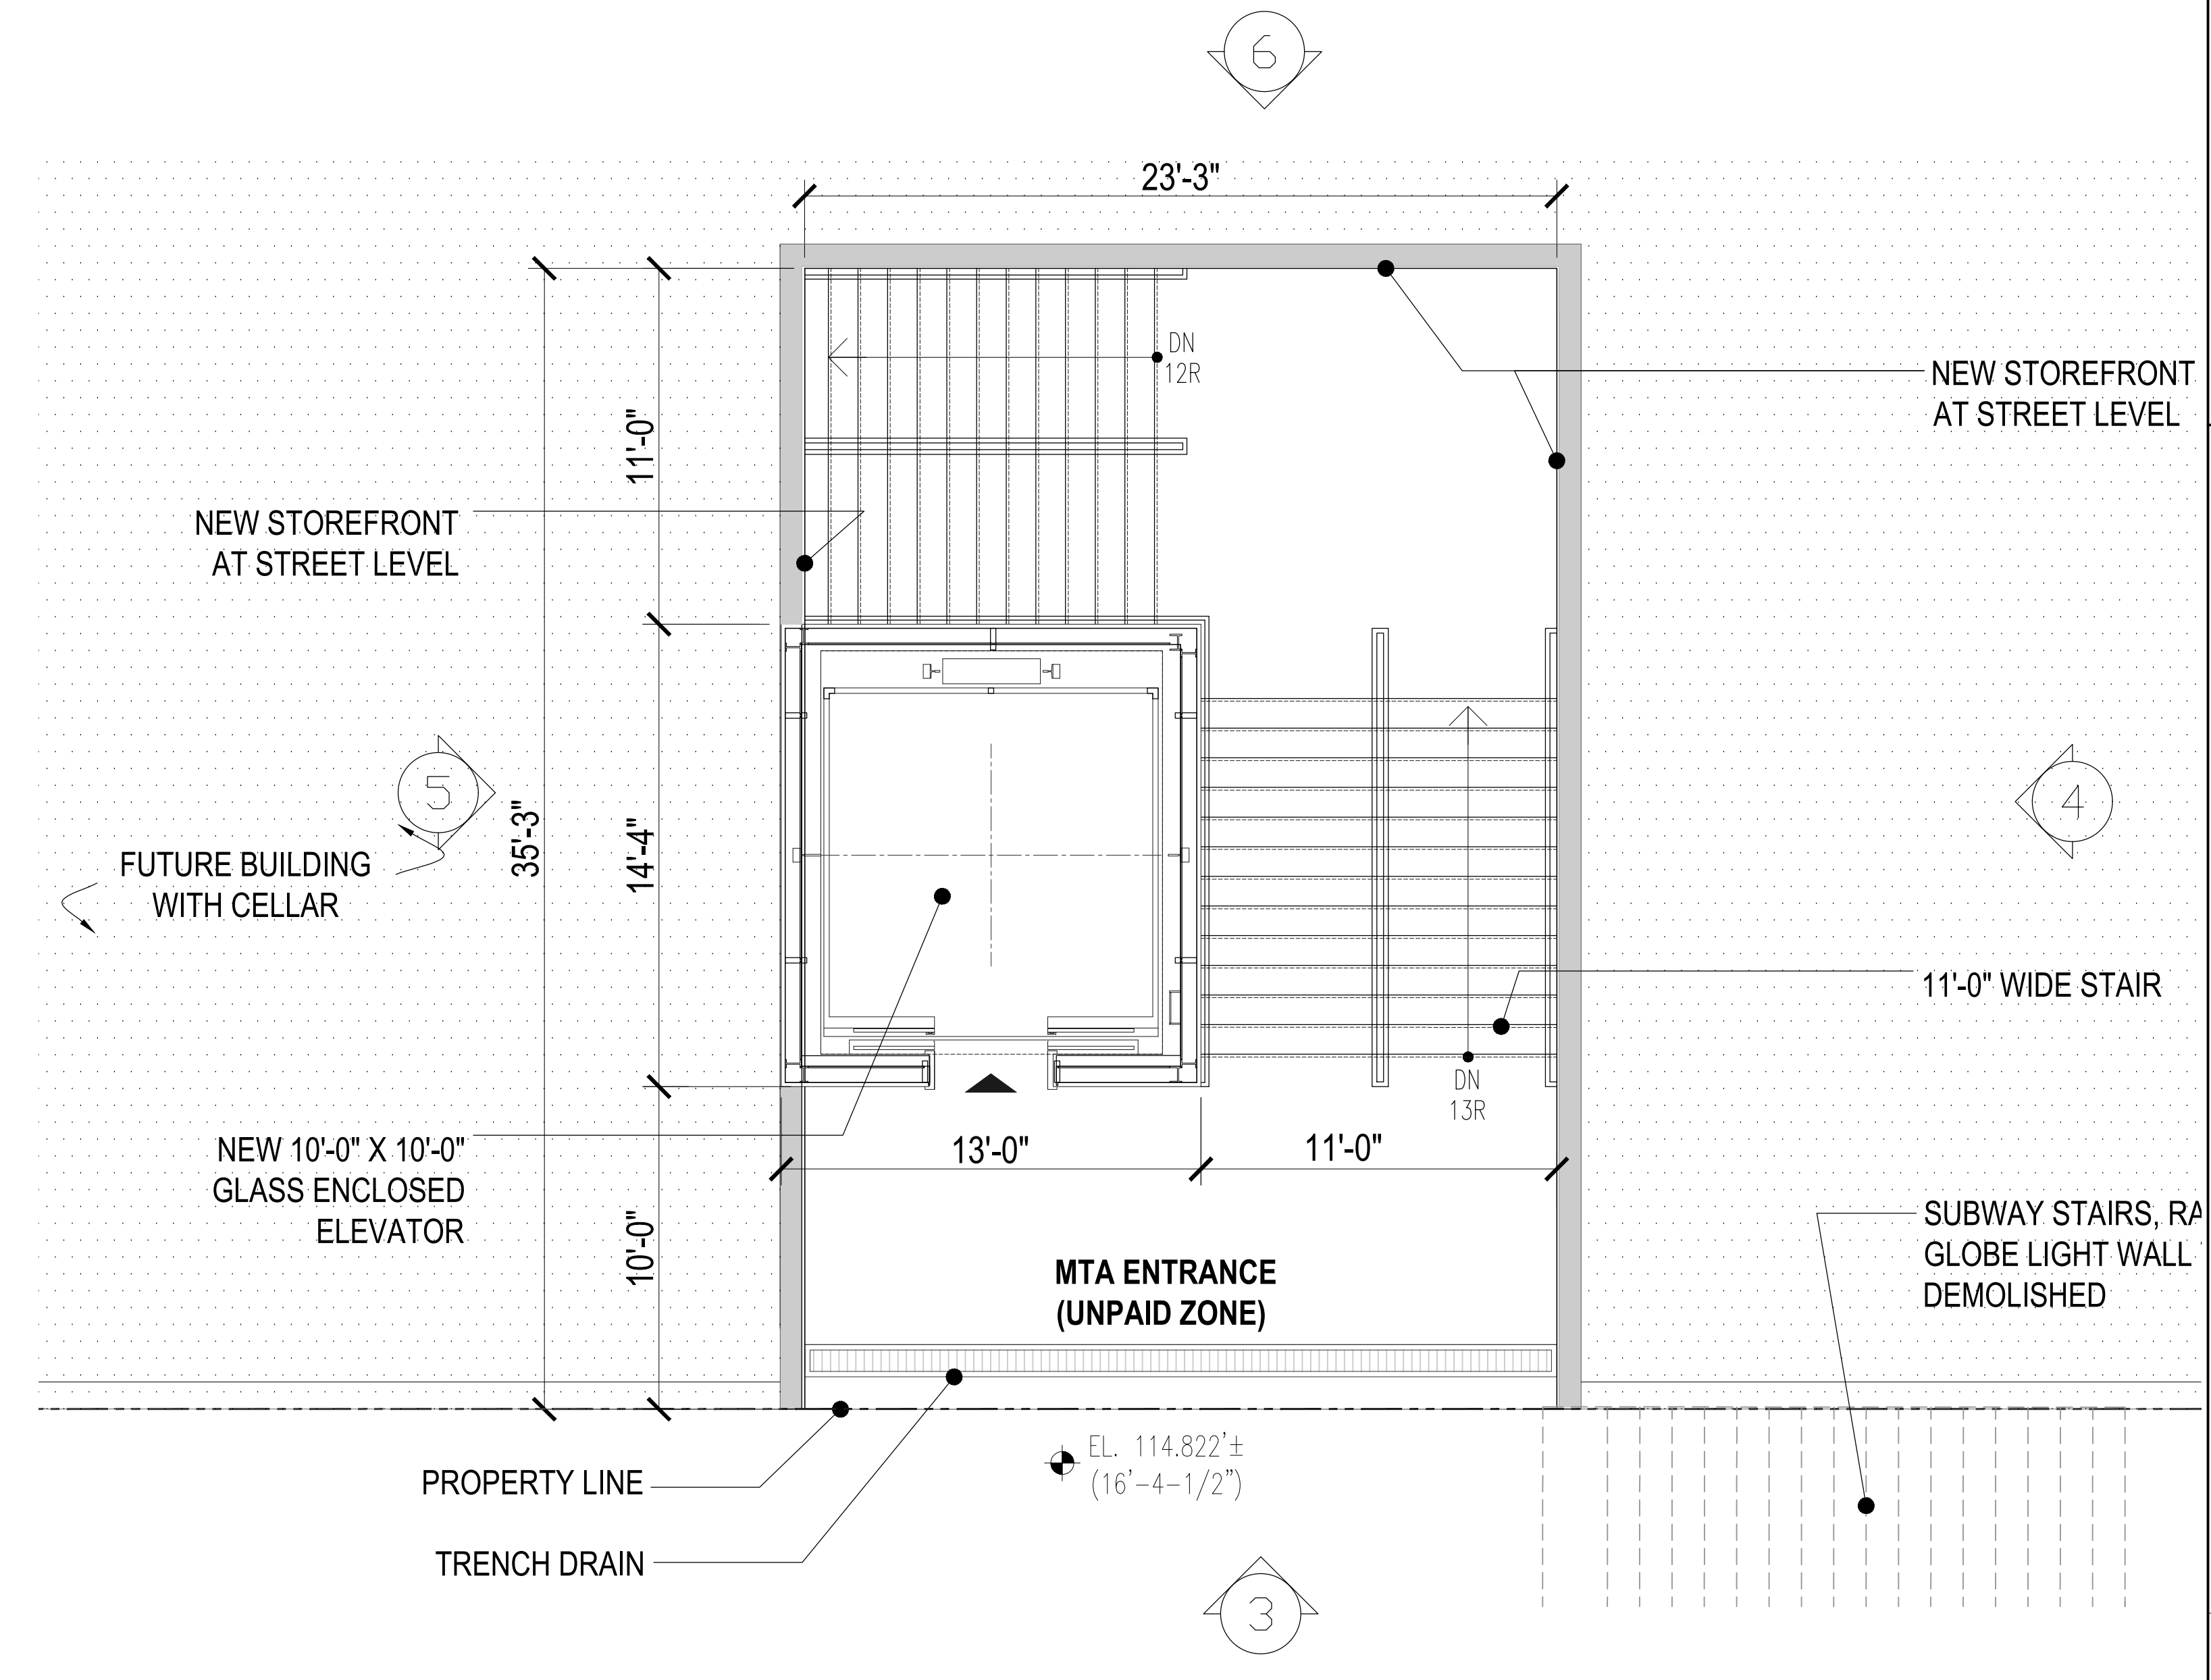 6
23'-3"
DN
12R
NEW STOREFRONT
AT STREET LEVEL
11'-0"
NEW STOREFRONT
AT STREET LEVEL
5
4
35'-3"
14'-4"
FUTURE BUILDING
WITH CELLAR
11'-0" WIDE STAIR
DN
13R
NEW 10'-0" X 10'-0"
GLASS ENCLOSED
ELEVATOR
13'-0"
11'-0"
10'-0"
SUBWAY STAIRS, RA
GLOBE LIGHT WALL
DEMOLISHED
MTA ENTRANCE
(UNPAID ZONE)
EL. 114.822'±
(16'-4-1/2")
PROPERTY LINE
TRENCH DRAIN
3